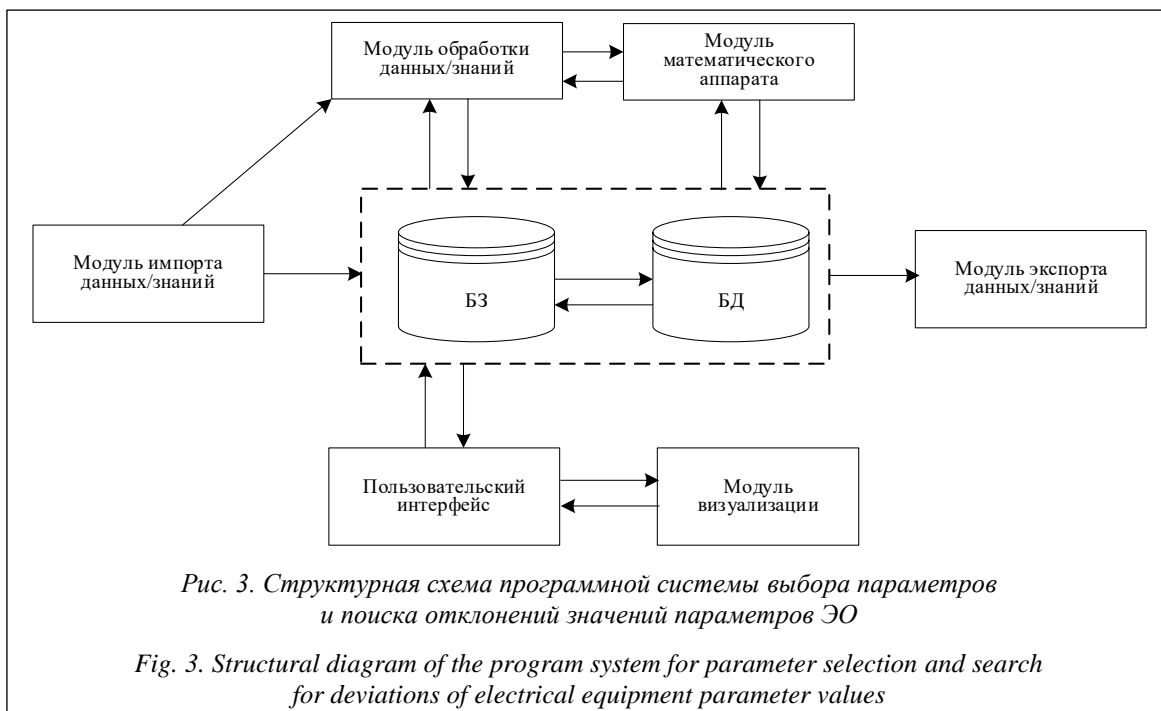 Модуль обработки
данных/знаний
Модуль
математического
аппарата
Модуль импорта
данных/знаний
БЗ
БД
Модуль экспорта
данных/знаний
Пользовательский
интерфейс
Модуль
визуализации
Рис. 3. Структурная схема программной системы выбора параметров
и поиска отклонений значений параметров ЭО
Fig. 3. Structural diagram of the program system for parameter selection and search
for deviations of electrical equipment parameter values